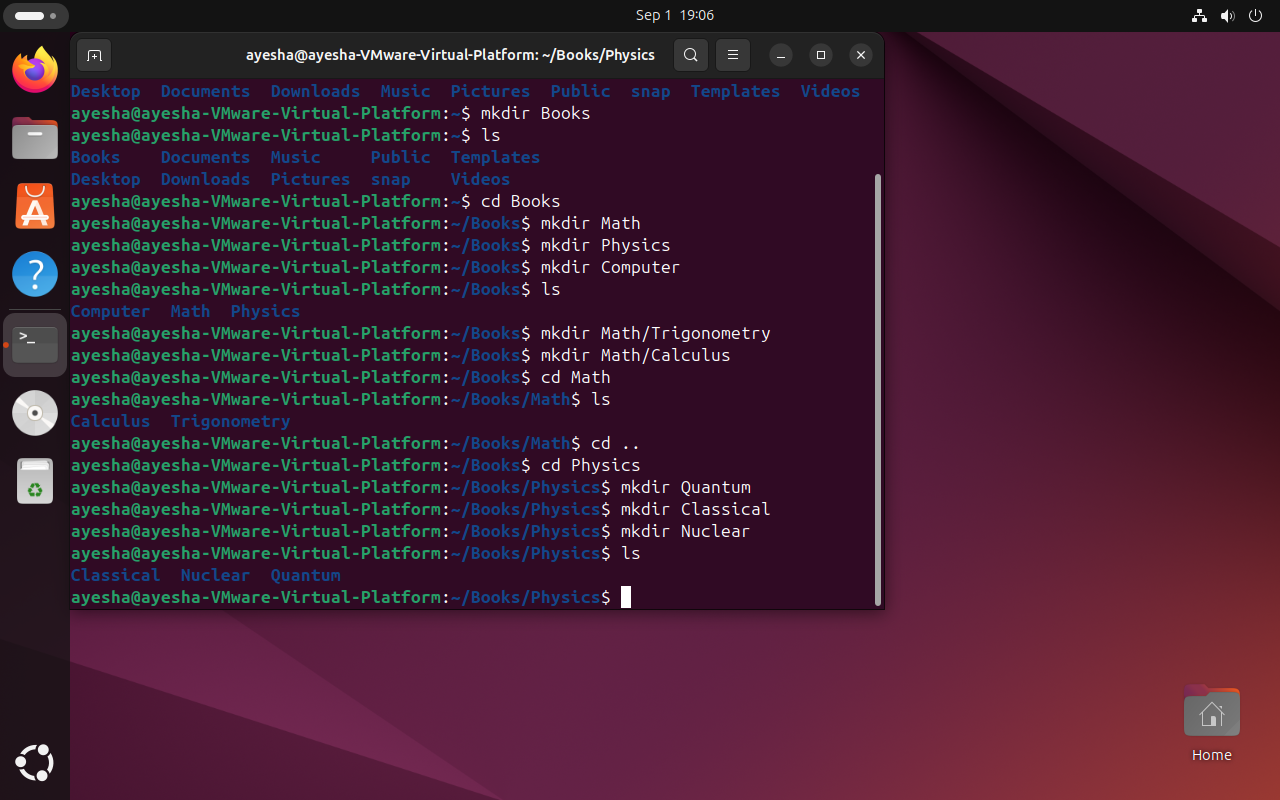 Sep 1 19:06
ayesha@ayesha-VMware-Virtual-Platform: ~/Books/Physics
Desktop Documents Downloads Music Pictures Public snap Templates Videos
ayesha@ayesha-VMware-Virtual-Platform:~$ mkdir Books
ayesha@ayesha-VMware-Virtual-Platform:~$ ls
Books Documents Music Public Templates
Desktop Downloads Pictures snap Videos
ayesha@ayesha-VMware-Virtual-Platform:~$ cd Books
ayesha@ayesha-VMware-Virtual-Platform:~/Books$ mkdir Math
ayesha@ayesha-VMware-Virtual-Platform:~/Books$ mkdir Physics
ayesha@ayesha-VMware-Virtual-Platform:~/Books$ mkdir Computer
ayesha@ayesha-VMware-Virtual-Platform:~/Books$ ls
Computer Math Physics
ayesha@ayesha-VMware-Virtual-Platform:~/Books$ mkdir Math/Trigonometry
ayesha@ayesha-VMware-Virtual-Platform:~/Books$ mkdir Math/Calculus
ayesha@ayesha-VMware-Virtual-Platform:~/Books$ cd Math
ayesha@ayesha-VMware-Virtual-Platform:~/Books/Math$ ls
Calculus Trigonometry
ayesha@ayesha-VMware-Virtual-Platform:~/Books/Math$ cd ..
ayesha@ayesha-VMware-Virtual-Platform:~/Books$ cd Physics
ayesha@ayesha-VMware-Virtual-Platform:~/Books/Physics$ mkdir Quantum
ayesha@ayesha-VMware-Virtual-Platform:~/Books/Physics$ mkdir Classical
ayesha@ayesha-VMware-Virtual-Platform:~/Books/Physics$ mkdir Nuclear
ayesha@ayesha-VMware-Virtual-Platform:~/Books/Physics$ ls
Classical Nuclear Quantum
ayesha@ayesha-VMware-Virtual-Platform:~/Books/Physics$
Home